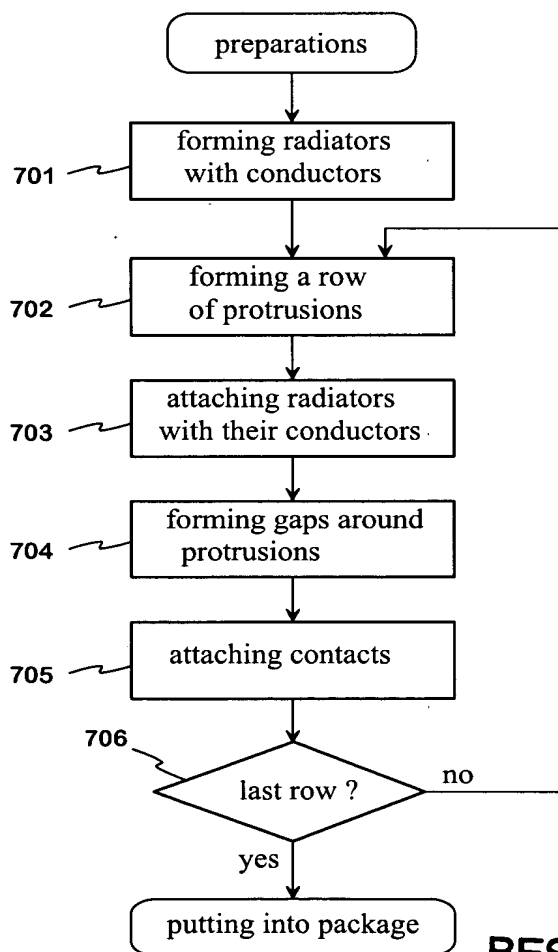 preparations
701
forming radiators
with conductors
702
forming a row
of protrusions
703
attaching radiators
with their conductors
704
forming gaps around
protrusions
705
attaching contacts
706
last row ?
no
yes
putting into package